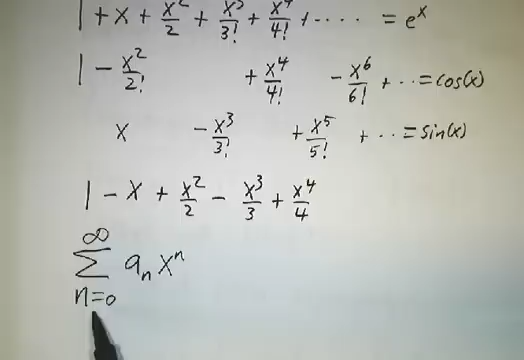 1 + x + x²/2 + x³/3! + x⁴/4! + ..... = eˣ
1 - x²/2! + x⁴/4! - x⁶/6! + ... = cos(x)
x - x³/3! + x⁵/5! + ... = sin(x)
1 - x + x²/2 - x³/3 + x⁴/4
∞ ∑ n=0 aₙxⁿ